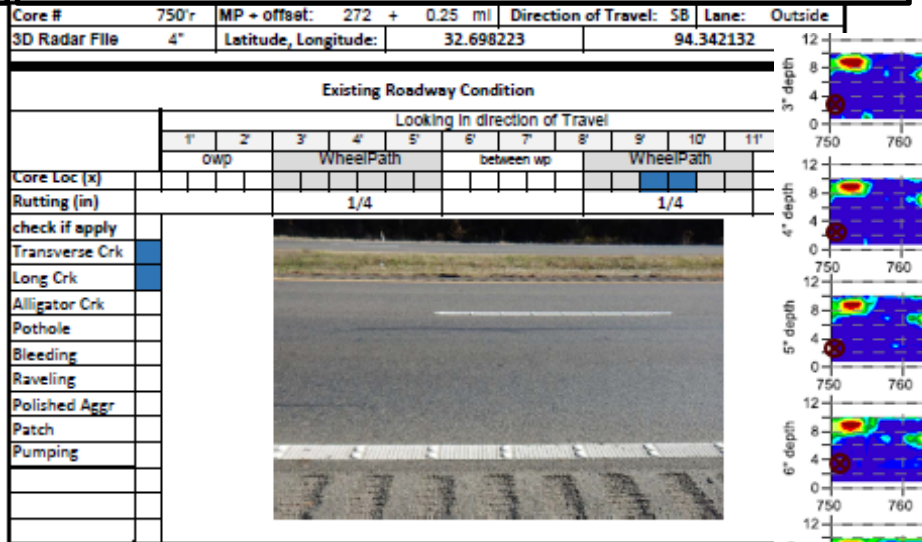 Core # 750'r MP + offset: 272 + 0.25 mi Direction of Travel: SB Lane: Outside
3D Radar File 4" Latitude, Longitude: 32.698223 94.342132
Existing Roadway Condition
Looking in direction of Travel
1' 2' 3' 4' 5' 6' 7' 8' 9' 10' 11'
owp WheelPath between wp WheelPath
Core Loc (x)
Rutting (in) 1/4 1/4
check if apply
Transverse Crk
Long Crk
Alligator Crk
Pothole
Bleeding
Raveling
Polished Aggr
Patch
Pumping
3" depth
12
8
4
0
750 760
4" depth
12
8
4
0
750 760
5" depth
12
8
4
0
750 760
6" depth
12
8
4
0
750 760
12